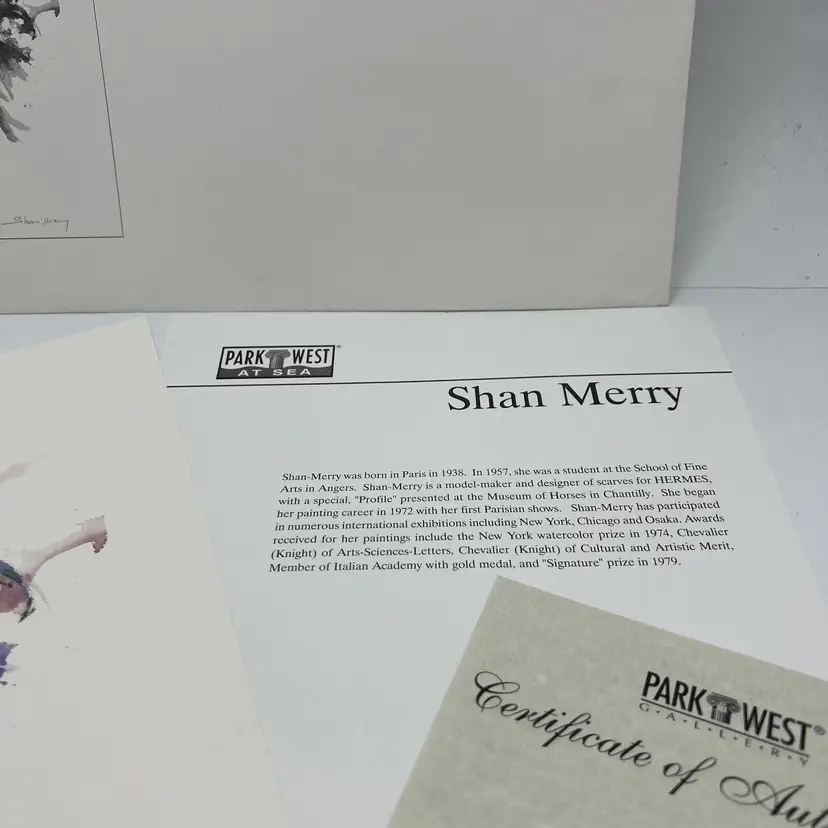 Shan Merry
PARK WEST®
AT SEA
Shan Merry
Shan-Merry was born in Paris in 1938. In 1957, she was a student at the School of Fine
Arts in Angers. Shan-Merry is a model-maker and designer of scarves for HERMES,
with a special, "Profile" presented at the Museum of Horses in Chantilly. She began
her painting career in 1972 with her first Parisian shows. Shan-Merry has participated
in numerous international exhibitions including New York, Chicago and Osaka. Awards
received for her paintings include the New York watercolor prize in 1974, Chevalier
(Knight) of Arts-Sciences-Letters, Chevalier (Knight) of Cultural and Artistic Merit,
Member of Italian Academy with gold medal, and "Signature" prize in 1979.
PARK WEST®
G·A·L·L·E·R·Y
Certificate of Aut